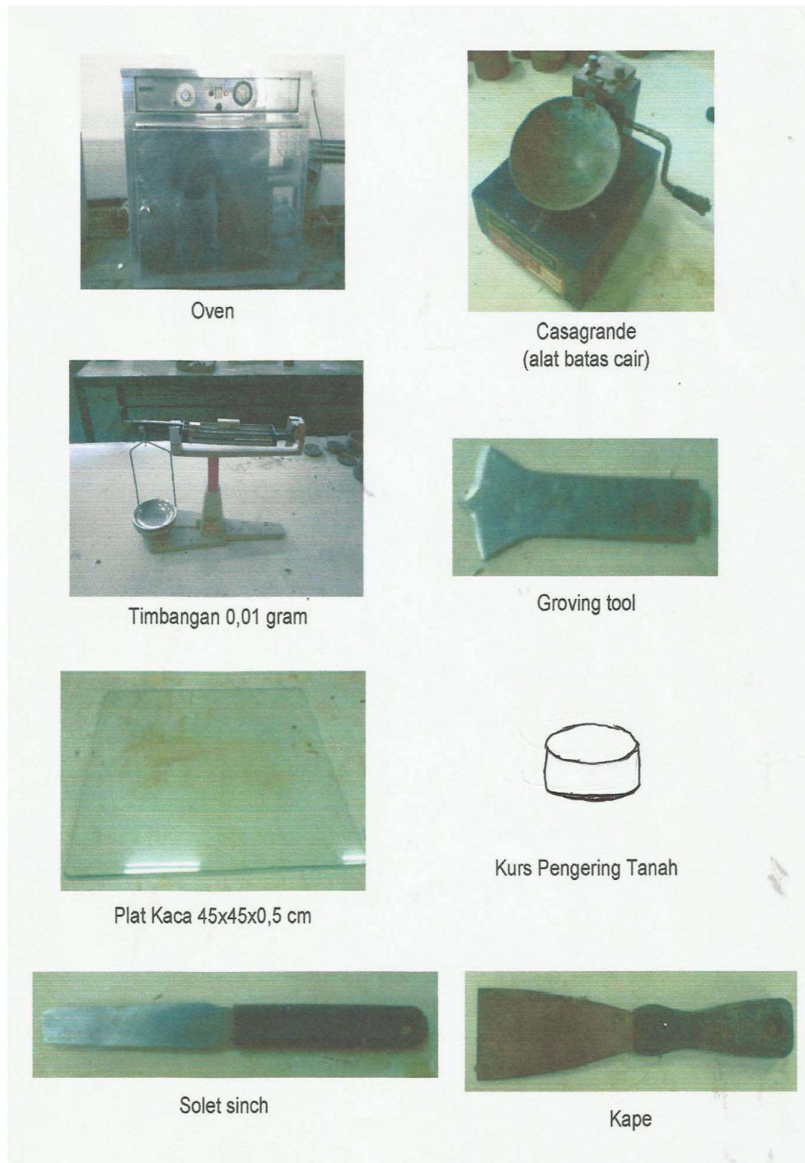 Oven
Casagrande
(alat batas cair)
Timbangan 0,01 gram
Groving tool
Plat Kaca 45x45x0,5 cm
Kurs Pengering Tanah
Solet sinch
Kape